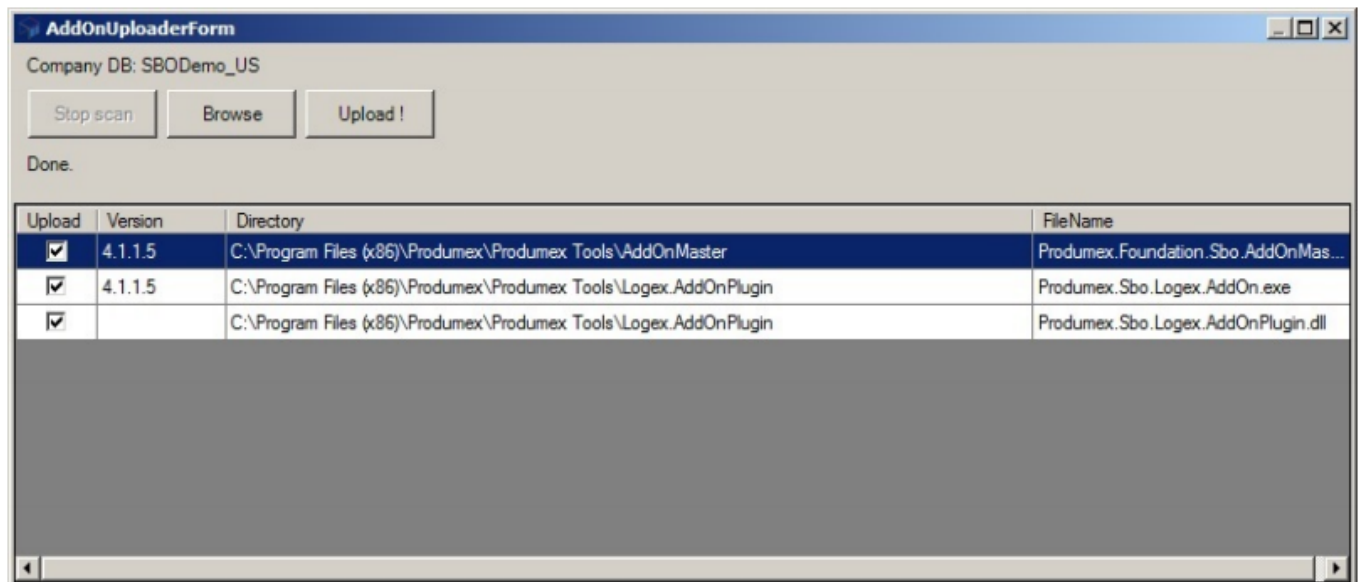 AddOnUploaderForm
Company DB: SBODemo_US
Stop scan Browse Upload !
Done.
Upload Version Directory FileName
4.1.1.5 C:\Program Files (x86)\Produmex\Produmex Tools\AddOnMaster Produmex.Foundation.Sbo.AddOnMas...
4.1.1.5 C:\Program Files (x86)\Produmex\Produmex Tools\Logex.AddOnPlugin Produmex.Sbo.Logex.AddOn.exe
C:\Program Files (x86)\Produmex\Produmex Tools\Logex.AddOnPlugin Produmex.Sbo.Logex.AddOnPlugin.dll